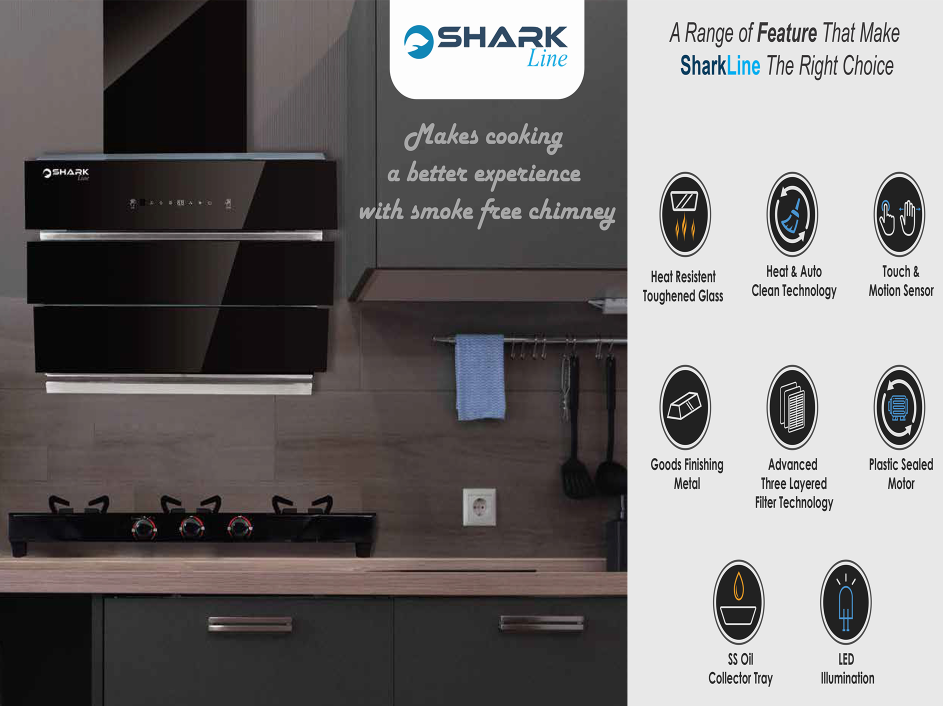 SHARK
Line
Makes cooking
a better experience
with smoke free chimney
SHARK
Line
A Range of Feature That Make
SharkLine The Right Choice
Heat Resistent
Toughened Glass
Heat & Auto
Clean Technology
Touch &
Motion Sensor
Goods Finishing
Metal
Advanced
Three Layered
Filter Technology
Plastic Sealed
Motor
SS Oil
Collector Tray
LED
Illumination